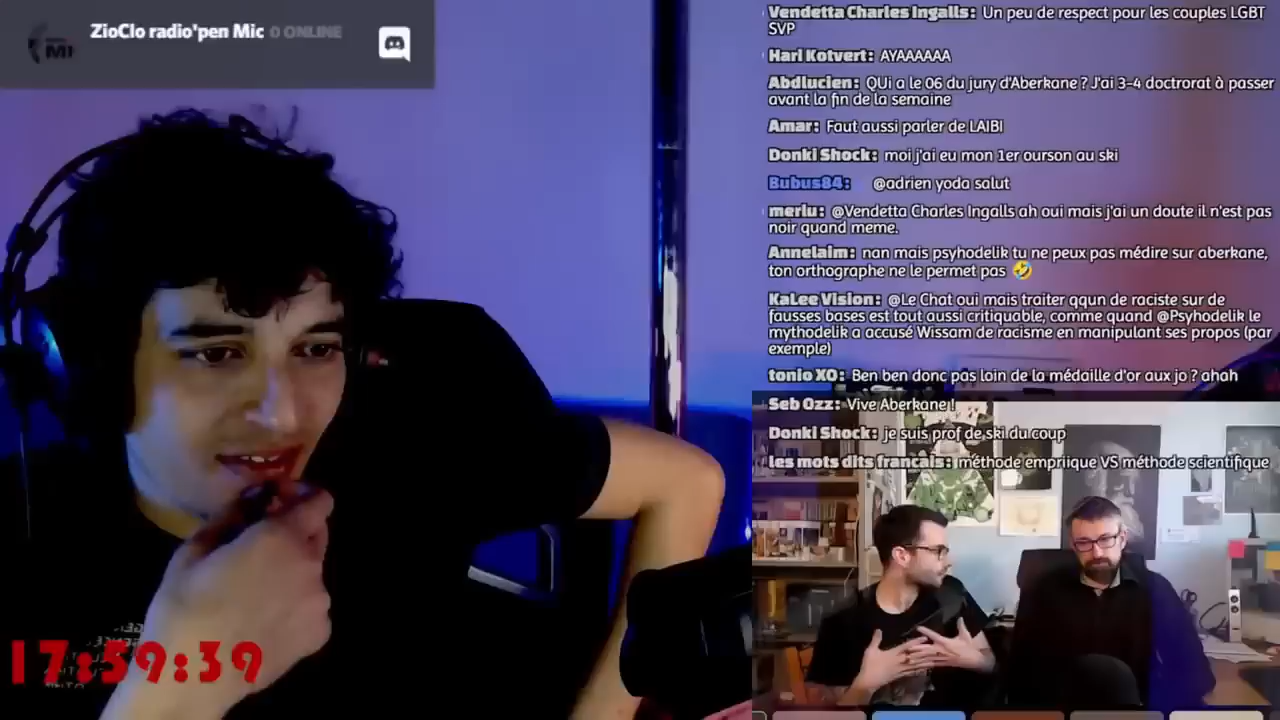 ZioClo radio'pen Mic 0 ONLINE
MI
Vendetta Charles Ingalls: Un peu de respect pour les couples LGBT
SVP
Hari Kotvert: AYAAAAAA
Abdlucien: QUi a le 06 du jury d'Aberkane ? J'ai 3-4 doctrorat à passer
avant la fin de la semaine
Amar: Faut aussi parler de LAIBI
Donki Shock: moi j'ai eu mon 1er ourson au ski
Bubus84: @adrien yoda salut
merlu: @Vendetta Charles Ingalls ah oui mais j'ai un doute il n'est pas
noir quand meme.
Annelaim: nan mais psyhodelik tu ne peux pas médire sur aberkane,
ton orthographe ne le permet pas 🤣
KaLee Vision: @Le Chat oui mais traiter qqun de raciste sur de
fausses bases est tout aussi critiquable, comme quand @Psyhodelik le
mythodelik a accusé Wissam de racisme en manipulant ses propos (par
exemple)
tonio XO: Ben ben donc pas loin de la médaille d'or aux jo ? ahah
Seb Ozz: Vive Aberkane !
Donki Shock: je suis prof de ski du coup
les mots dits francais: méthode empriique VS méthode scientifique
17:59:39